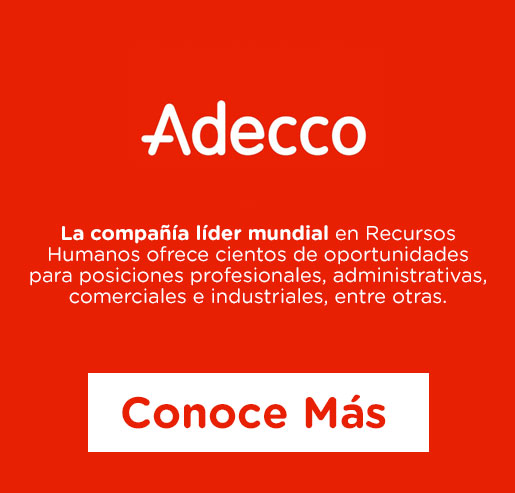 Adecco
La compañía líder mundial en Recursos
Humanos ofrece cientos de oportunidades
para posiciones profesionales, administrativas,
comerciales e industriales, entre otras.
Conoce Más